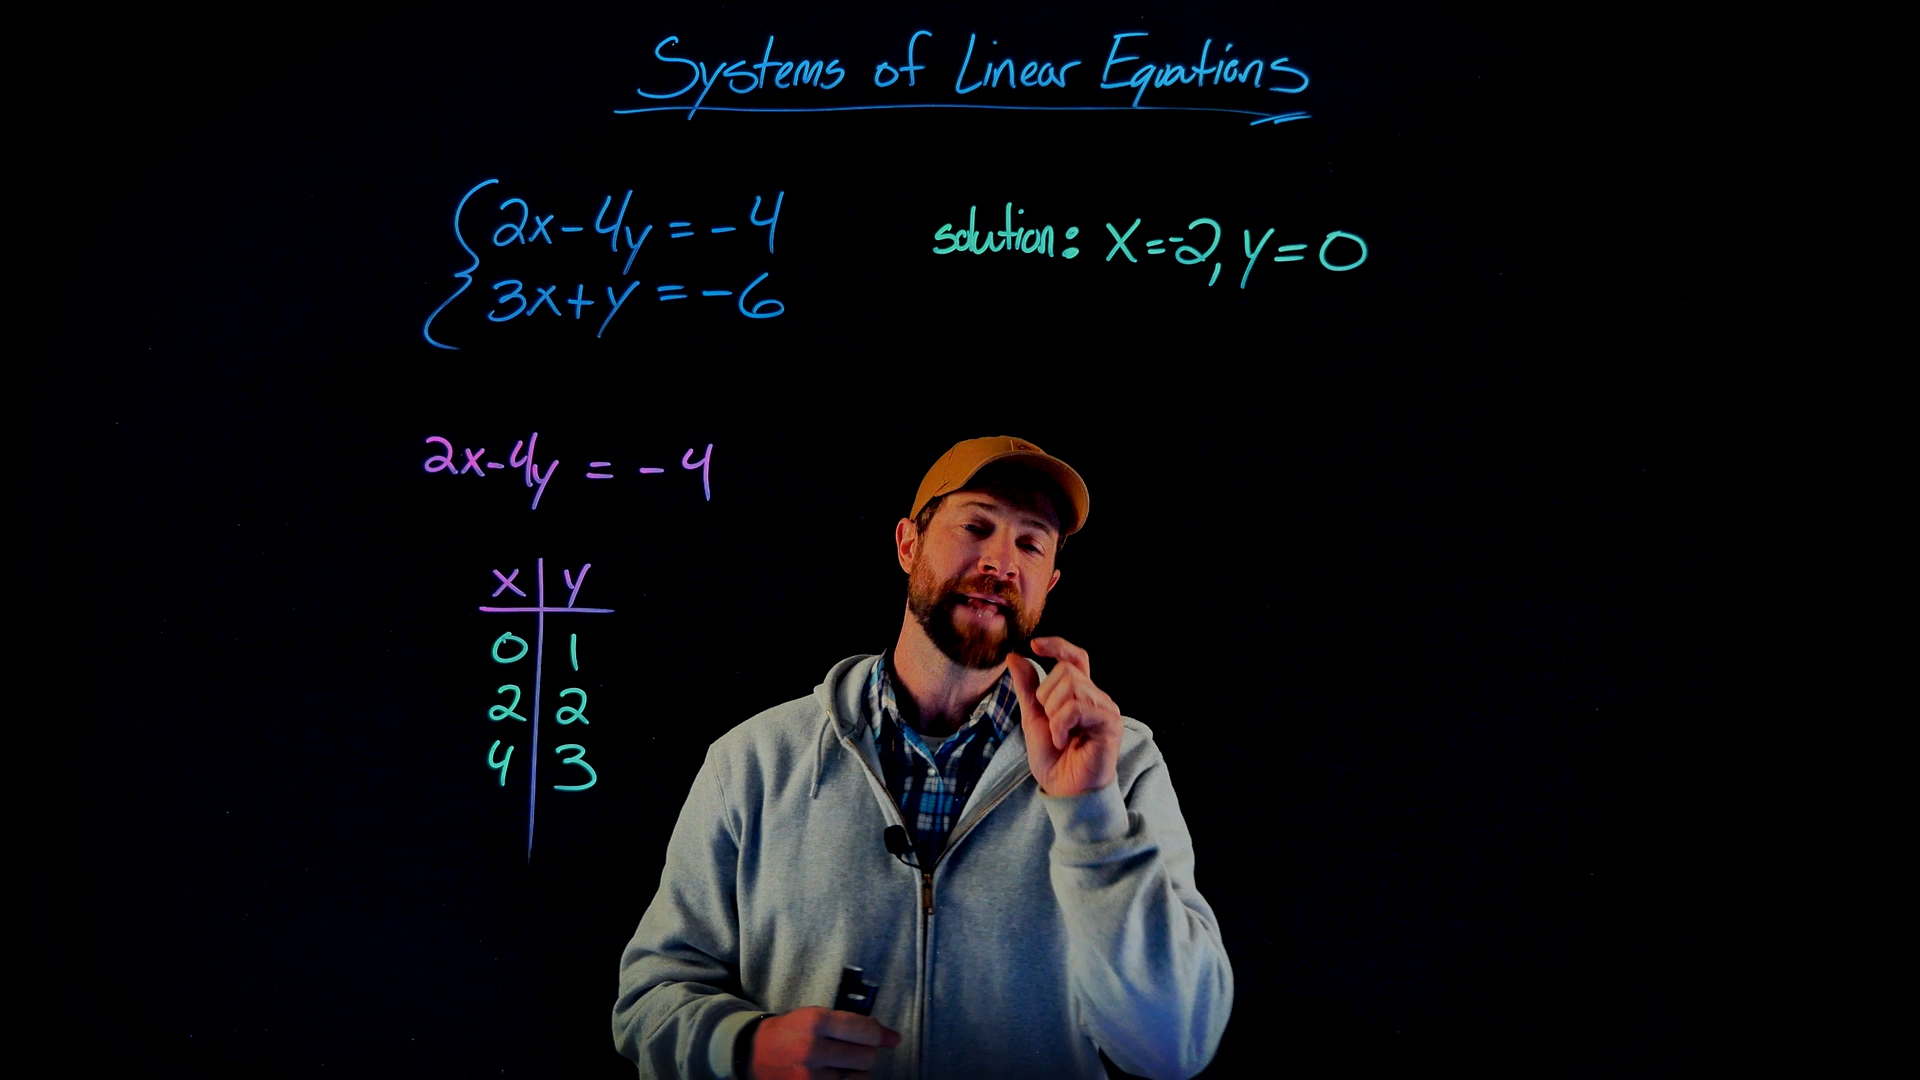 Systems of Linear Equations
2x-4y = -4
3x+y = -6
solution: x=-2, y=0
2x-4y = -4
x y
0 1
2 2
4 3